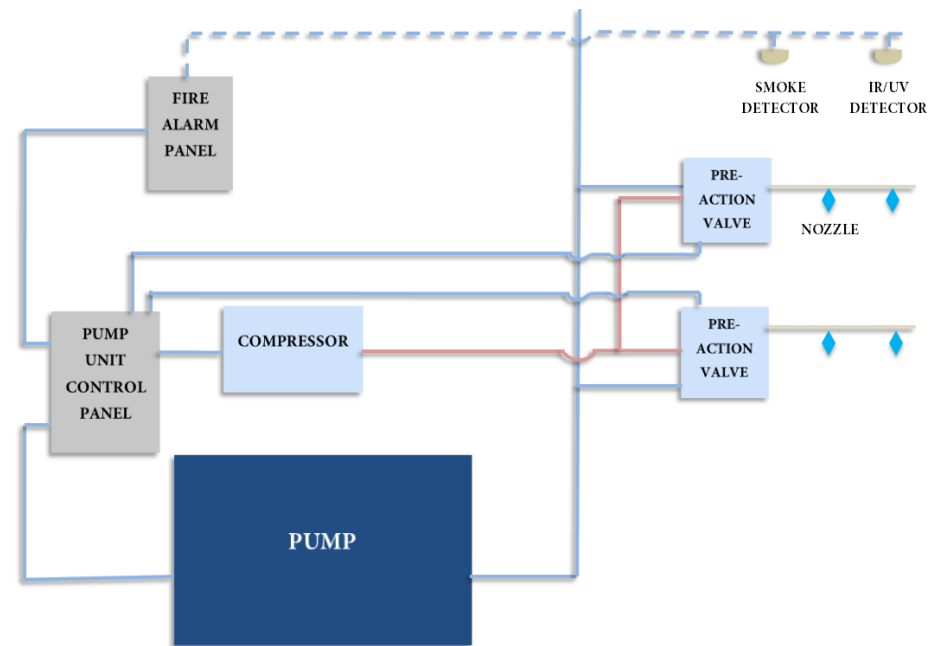 FIRE
ALARM
PANEL
SMOKE
DETECTOR
IR/UV
DETECTOR
PRE-
ACTION
VALVE
NOZZLE
PUMP
UNIT
CONTROL
PANEL
COMPRESSOR
PRE-
ACTION
VALVE
PUMP